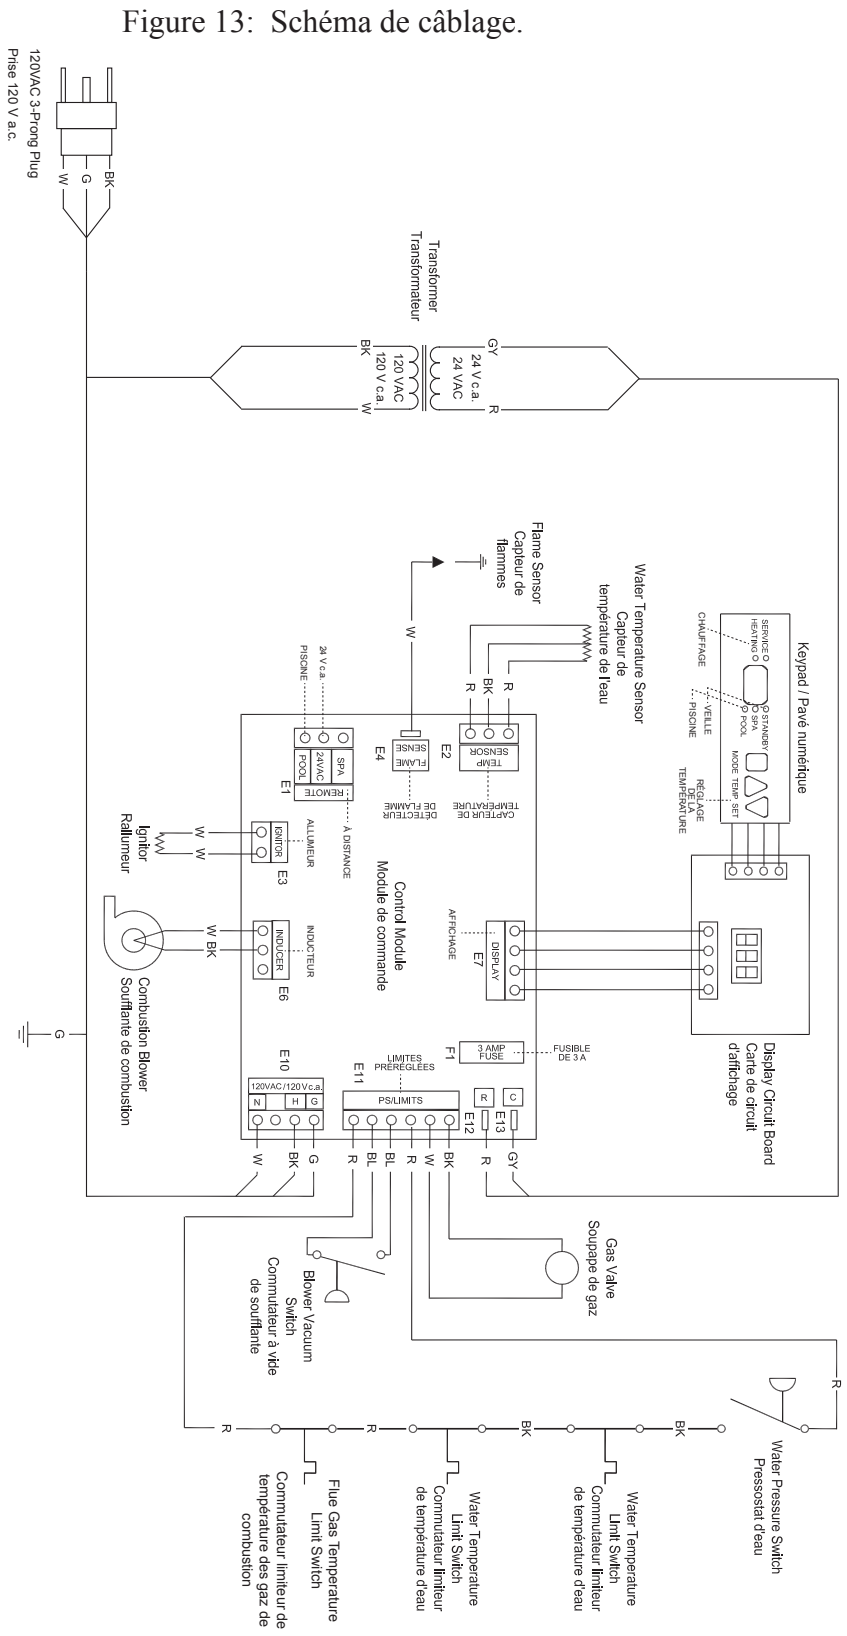 Figure 13: Schéma de câblage.
120VAC 3-Prong Plug
Prise 120 V a.c.
BK
G
W
Transformer
Transformateur
BK
120 VAC
120 V c.a.
W
GY
24 V c.a.
24 VAC
R
Flame Sensor
Capteur de
flammes
W
Water Temperature Sensor
Capteur de
température de l'eau
R
BK
R
Keypad / Pavé numérique
SERVICE
HEATING
CHAUFFAGE
STANDBY
SPA
POOL
VEILLE
PISCINE
MODE
TEMP SET
RÉGLAGE
DE LA
TEMPÉRATURE
Display Circuit Board
Carte de circuit
d'affichage
Control Module
Module de commande
E2
TEMP
SENSOR
CAPTEUR DE
TEMPÉRATURE
E4
FLAME
SENSE
DÉTECTEUR
DE FLAMME
24 V c.a.
PISCINE
SPA
24VAC
POOL
REMOTE
E1
À DISTANCE
IGNITOR
E3
ALLUMEUR
W
W
Ignitor
Rallumeur
INDUCER
E6
INDUCTEUR
W
BK
Combustion Blower
Soufflante de combustion
DISPLAY
E7
AFFICHAGE
F1
3 AMP
FUSE
FUSIBLE
DE 3 A
G
E10
120VAC/120Vc.a.
N
H
G
W
BK
G
E11
LIMITES
PRÉRÉGLÉES
PS/LIMITS
R
BL
BL
R
W
BK
R
C
E12
E13
R
GY
Blower Vacuum
Switch
Commutateur à vide
de soufflante
Gas Valve
Soupape de gaz
R
Water Pressure Switch
Pressostat d'eau
BK
Water Temperature
Limit Switch
Commutateur limiteur
de température d'eau
BK
Water Temperature
Limit Switch
Commutateur limiteur
de température d'eau
R
Flue Gas Temperature
Limit Switch
Commutateur limiteur de
température des gaz de
combustion
R